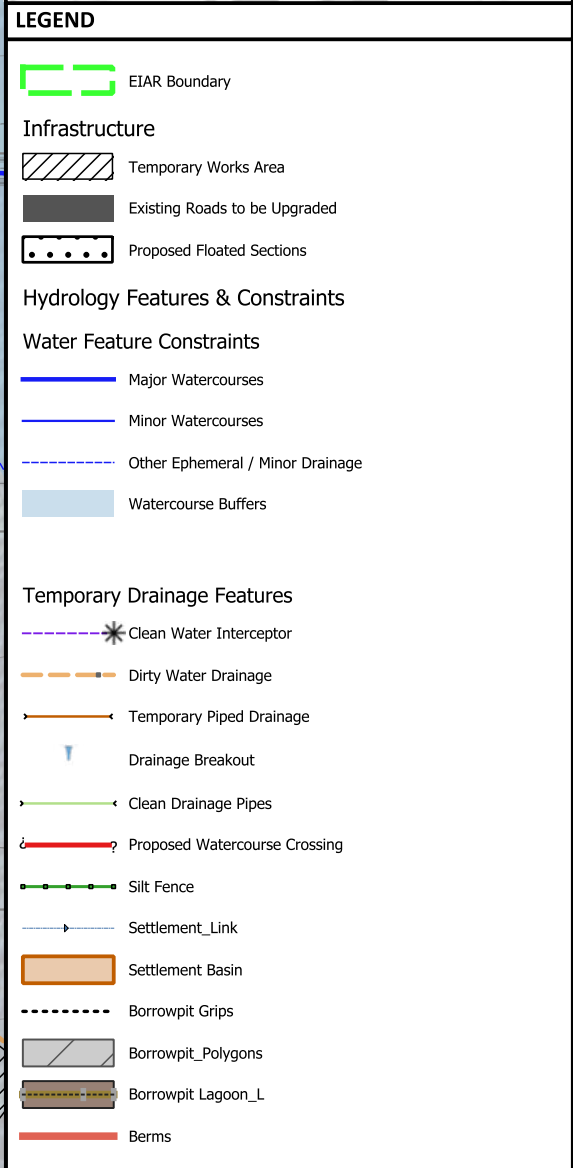 LEGEND
EIAR Boundary
Infrastructure
Temporary Works Area
Existing Roads to be Upgraded
Proposed Floated Sections
Hydrology Features & Constraints
Water Feature Constraints
Major Watercourses
Minor Watercourses
Other Ephemeral / Minor Drainage
Watercourse Buffers
Temporary Drainage Features
Clean Water Interceptor
Dirty Water Drainage
Temporary Piped Drainage
Drainage Breakout
Clean Drainage Pipes
¿ ? Proposed Watercourse Crossing
Silt Fence
Settlement_Link
Settlement Basin
Borrowpit Grips
Borrowpit_Polygons
Borrowpit Lagoon_L
Berms